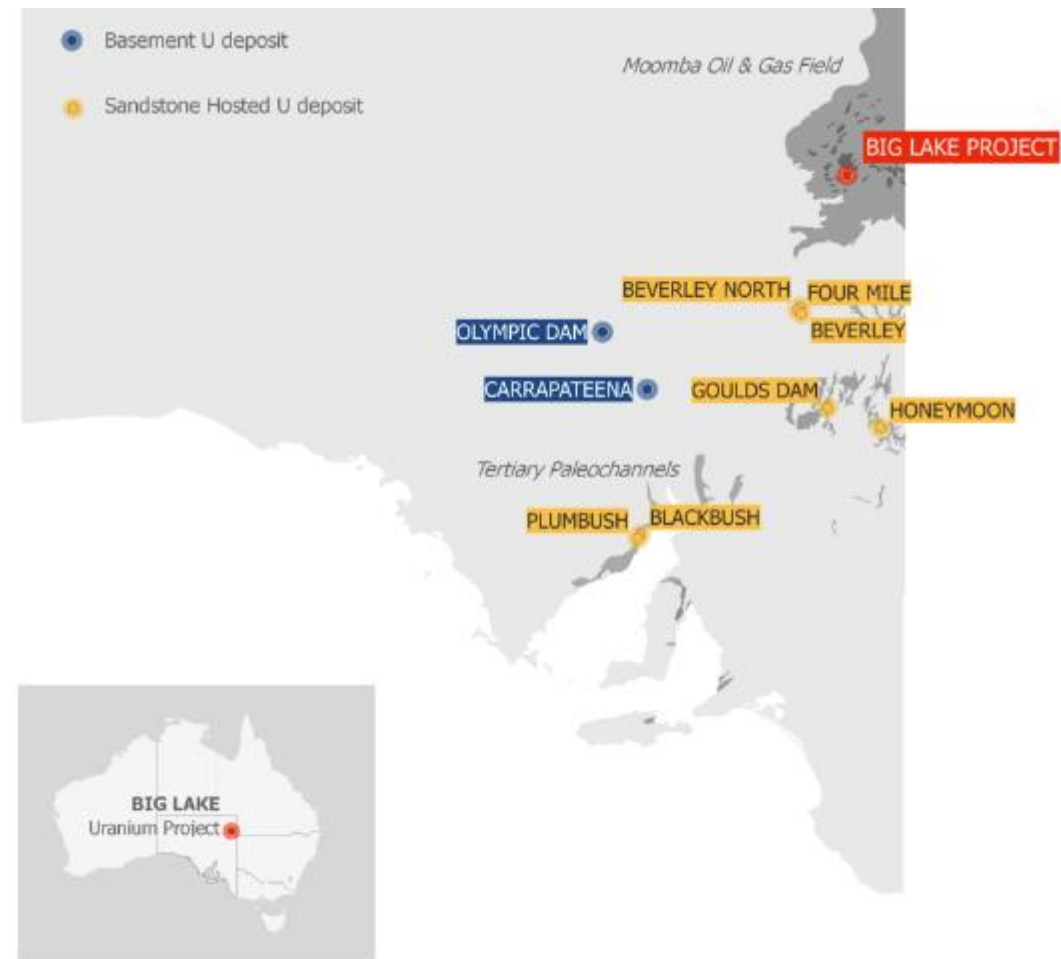 Basement U deposit
Sandstone Hosted U deposit
Moomba Oil & Gas Field
BIG LAKE PROJECT
BEVERLEY NORTH
FOUR MILE
BEVERLEY
OLYMPIC DAM
CARRAPATEENA
GOULDS DAM
HONEYMOON
Tertiary Paleochannels
PLUMBUSH
BLACKBUSH
BIG LAKE
Uranium Project